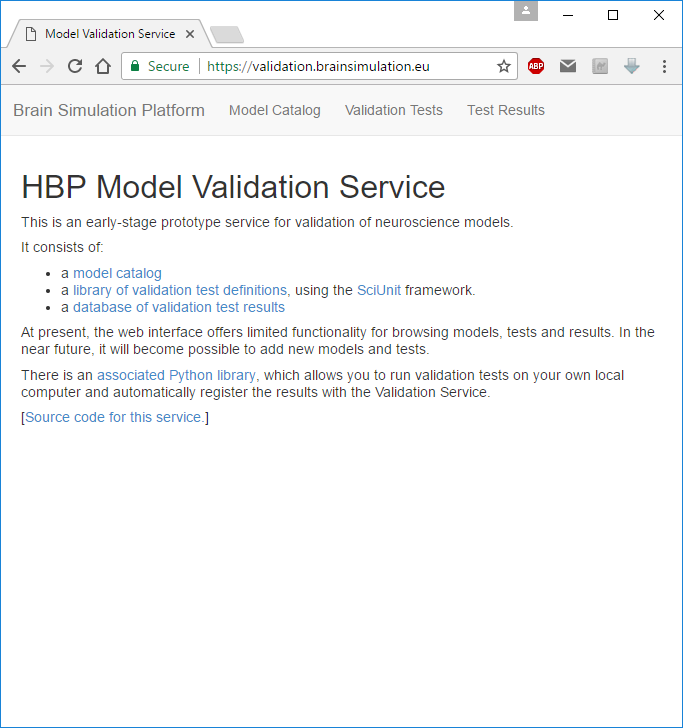 Model Validation Service
Secure
https://validation.brainsimulation.eu
ABP
Brain Simulation Platform Model Catalog Validation Tests Test Results
HBP Model Validation Service
This is an early-stage prototype service for validation of neuroscience models.
It consists of:
• a model catalog
• a library of validation test definitions, using the SciUnit framework.
• a database of validation test results
At present, the web interface offers limited functionality for browsing models, tests and results. In the
near future, it will become possible to add new models and tests.
There is an associated Python library, which allows you to run validation tests on your own local
computer and automatically register the results with the Validation Service.
[Source code for this service.]